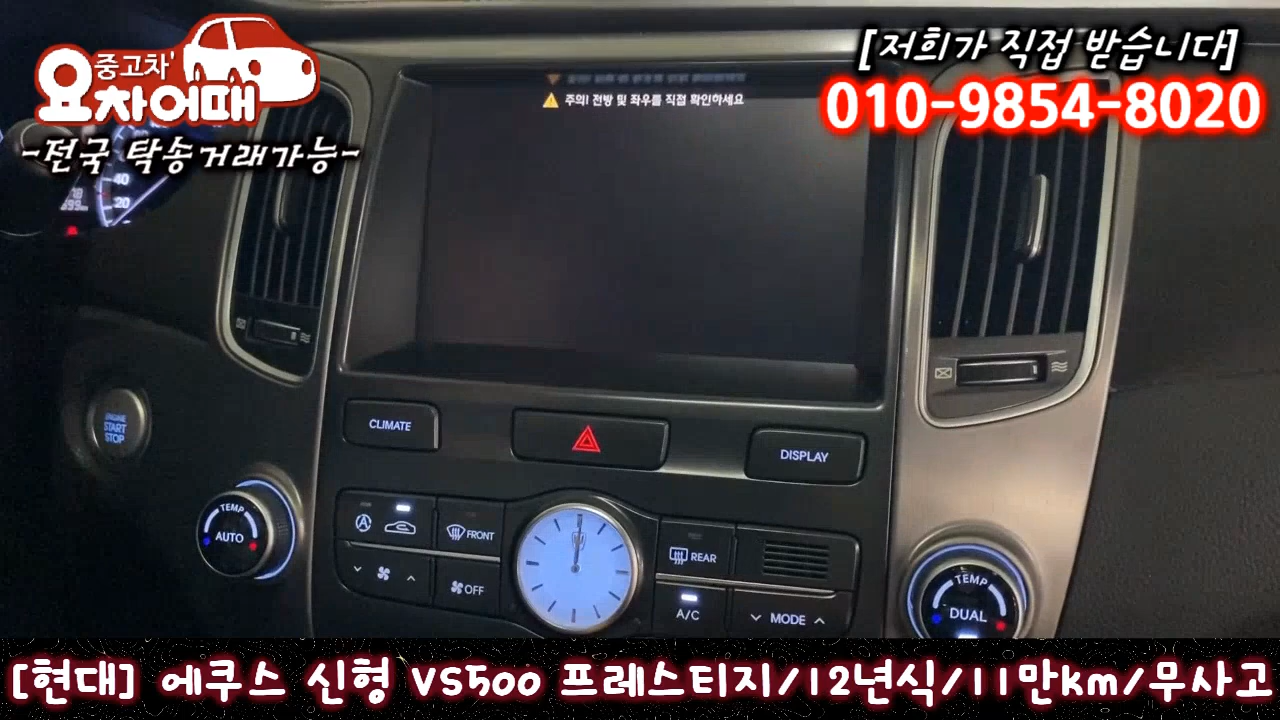 중고차'
요차어때
-전국 탁송거래가능-
[저희가 직접 받습니다]
010-9854-8020
주의! 전방 및 좌우를 직접 확인하세요
40
20
ENGINE
START
STOP
CLIMATE
DISPLAY
TEMP
AUTO
FRONT
OFF
REAR
A/C
MODE
TEMP
DUAL
[현대] 에쿠스 신형 VS500 프레스티지/12년식/11만km/무사고